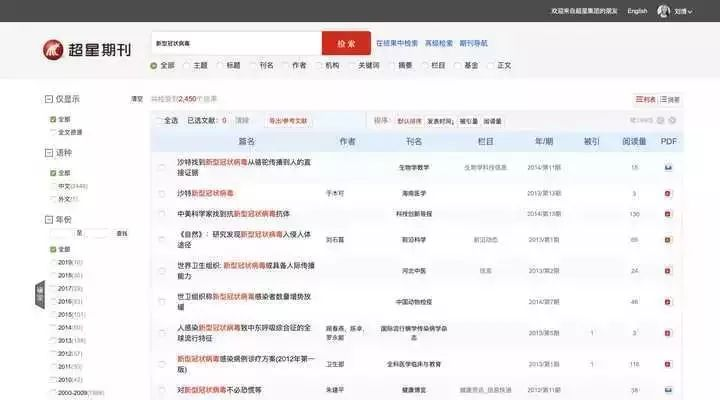 欢迎来自超星集团的朋友 English 刘博
超星期刊
新型冠状病毒
检索
在结果中检索 高级检索 期刊导航
全部 主题 标题 刊名 作者 机构 关键词 摘要 栏目 基金 正文
仅显示 清空
全部
全文资源
语种
全部
中文(2449)
外文(1)
年份
至 查找
全部
2019
2018
2017
2016
2015
2014
2013
2012
2011
2010
2000-2009
共检索到2,450个结果
列表 摘要
全选 已选文献：0 清除 导出/参考文献 排序： 默认排序 发表时间 被引量 阅读量
篇名 作者 刊名 栏目 年/期 被引 阅读量 PDF
沙特找到新型冠状病毒从骆驼传播到人的直
接证据
生物学教学 生物学科技信息 2014/第11期 15
沙特新型冠状病毒 于木可 海南医学 2013/第13期 3
中美科学家找到抗新型冠状病毒抗体 科技创新导报 2014/第13期 130
《自然》：研究发现新型冠状病毒入侵人体
途径
刘石磊 前沿科学 前沿动态 2013/第1期 65
世界卫生组织: 新型冠状病毒或具备人际传播
能力
河北中医 信息 2013/第2期 24
世卫组织称新型冠状病毒感染者数量增势放
缓
中国动物检疫 2014/第7期 46
人感染新型冠状病毒致中东呼吸综合征的全
球流行特征
顾春燕, 陈卓,
罗永能
国际流行病学传染病学杂
志
2013/第5期 1 3
新型冠状病毒感染病例诊疗方案(2012年第一
版)
卫生部 全科医学临床与教育 2013/第1期 1 116
对新型冠状病毒不必恐慌等 朱建平 健康博览 健康资讯_信息快递 2012/第11期 38